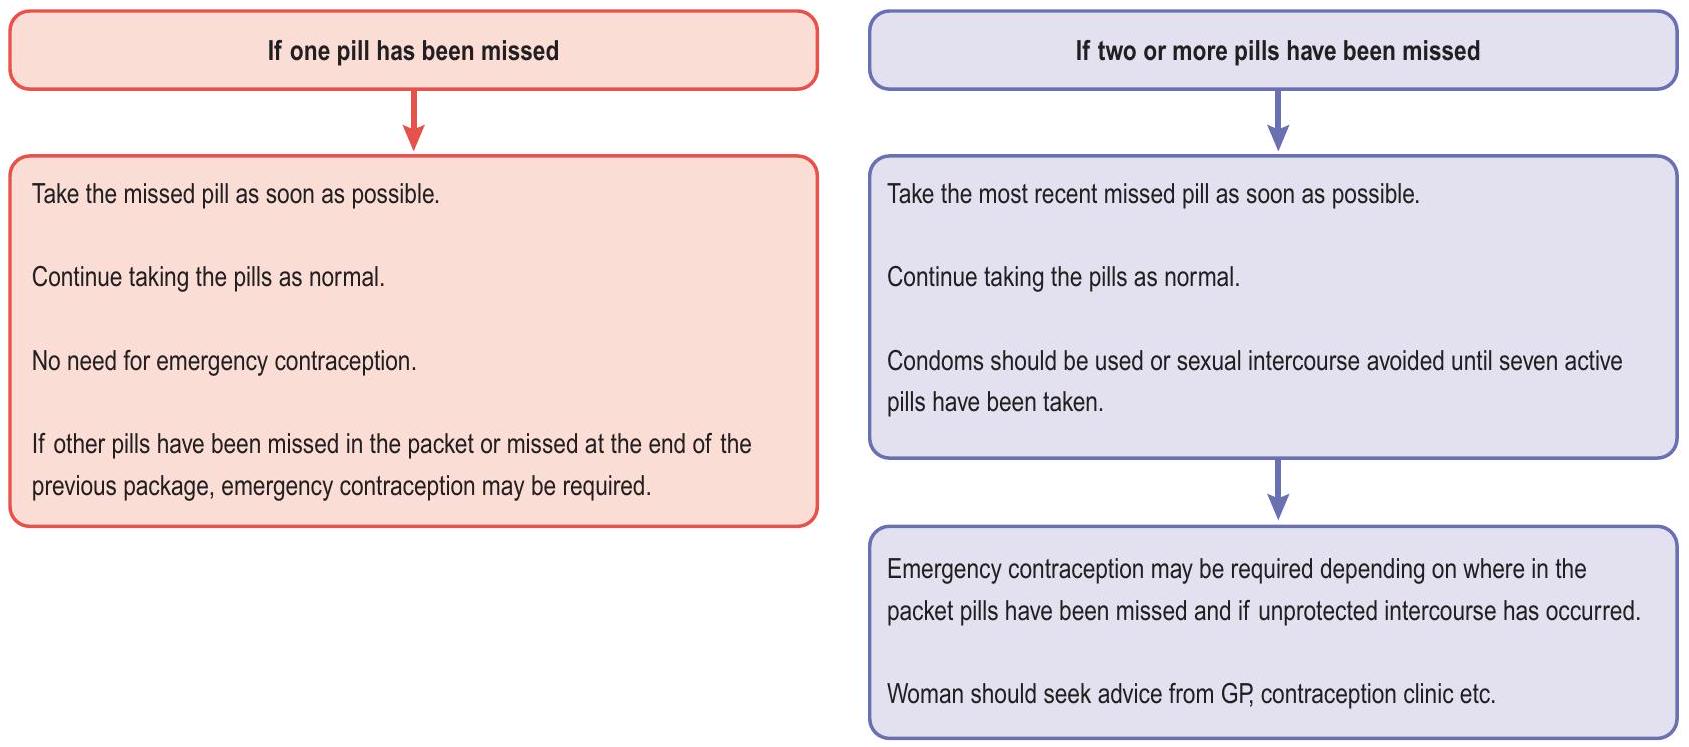 If one pill has been missed
Take the missed pill as soon as possible.
Continue taking the pills as normal.
No need for emergency contraception.
If other pills have been missed in the packet or missed at the end of the
previous package, emergency contraception may be required.
If two or more pills have been missed
Take the most recent missed pill as soon as possible.
Continue taking the pills as normal.
Condoms should be used or sexual intercourse avoided until seven active
pills have been taken.
Emergency contraception may be required depending on where in the
packet pills have been missed and if unprotected intercourse has occurred.
Woman should seek advice from GP, contraception clinic etc.